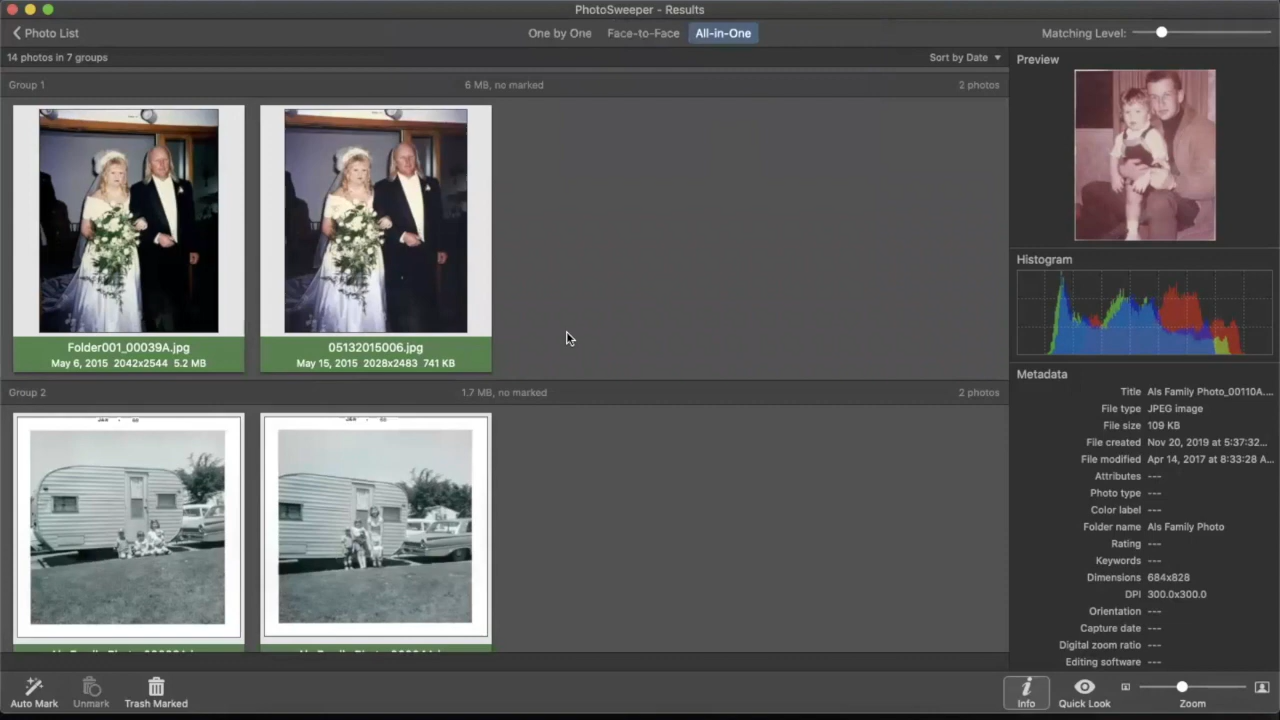 PhotoSweeper - Results
Photo List
One by One Face-to-Face All-in-One
Matching Level:
14 photos in 7 groups
Sort by Date
Group 1 6 MB, no marked 2 photos
Folder001_00039A.jpg
May 6, 2015 2042x2544 5.2 MB
05132015006.jpg
May 15, 2015 2028x2483 741 KB
Group 2 1.7 MB, no marked 2 photos
Preview
Histogram
Metadata
Title Als Family Photo_00110A....
File type JPEG image
File size 109 KB
File created Nov 20, 2019 at 5:37:32...
File modified Apr 14, 2017 at 8:33:28 A...
Attributes ---
Photo type ---
Color label ---
Folder name Als Family Photo
Rating ---
Keywords ---
Dimensions 684x828
DPI 300.0x300.0
Orientation ---
Capture date ---
Digital zoom ratio ---
Editing software ---
Auto Mark Unmark Trash Marked
Info Quick Look Zoom